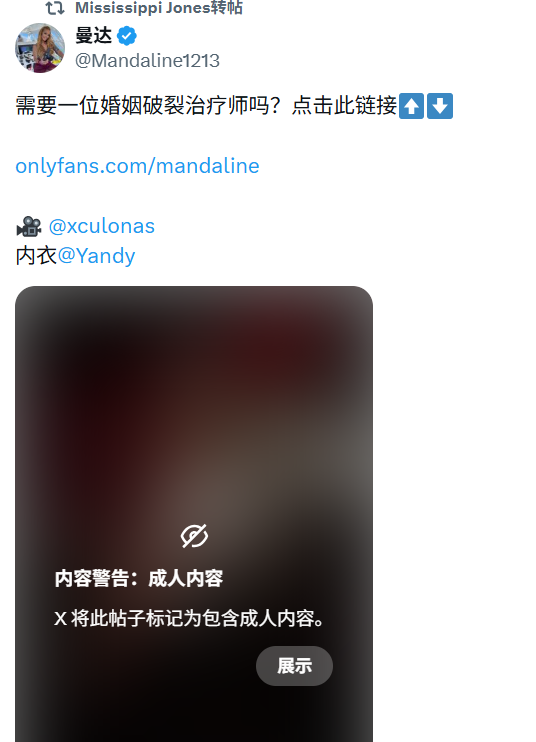 Mississippi Jones转帖
曼达
@Mandaline1213
需要一位婚姻破裂治疗师吗？点击此链接⬆️⬇️
onlyfans.com/mandaline
🎥 @xculonas
内衣@Yandy
内容警告：成人内容
X 将此帖子标记为包含成人内容。
展示